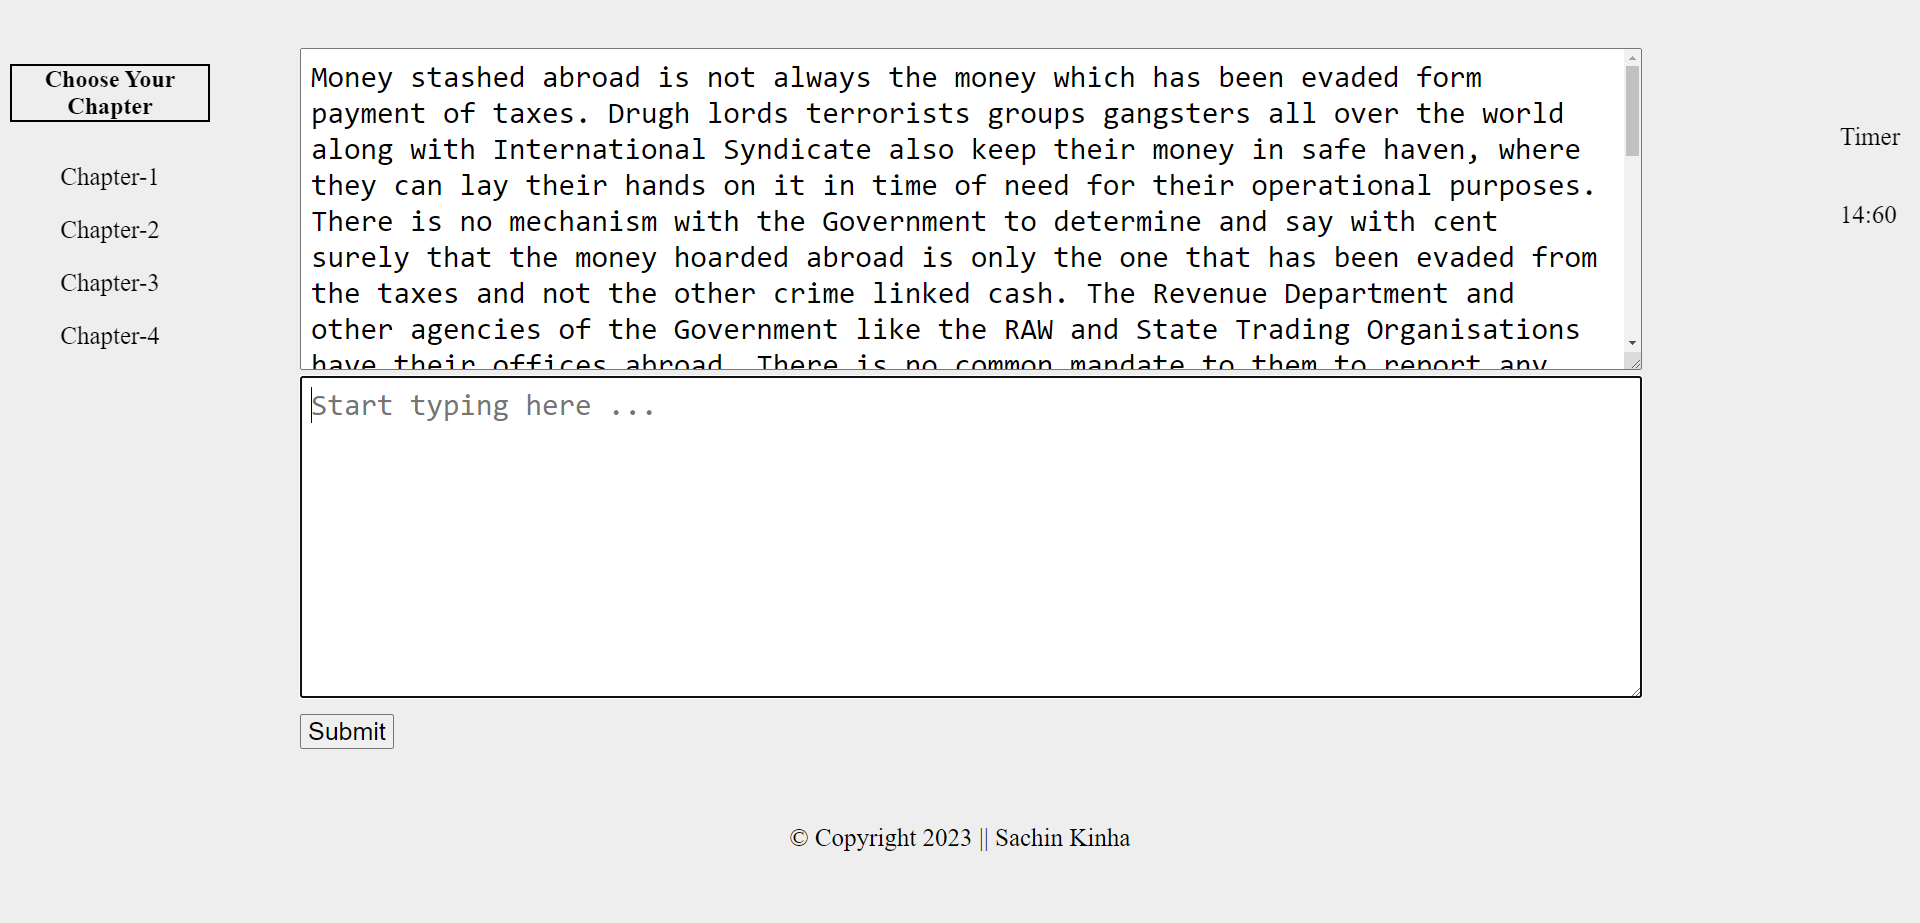 Choose Your
Chapter
Chapter-1
Chapter-2
Chapter-3
Chapter-4
Money stashed abroad is not always the money which has been evaded form
payment of taxes. Drugh lords terrorists groups gangsters all over the world
along with International Syndicate also keep their money in safe haven, where
they can lay their hands on it in time of need for their operational purposes.
There is no mechanism with the Government to determine and say with cent
surely that the money hoarded abroad is only the one that has been evaded from
the taxes and not the other crime linked cash. The Revenue Department and
other agencies of the Government like the RAW and State Trading Organisations
have their offices abroad. There is no common mandate to them to report any
Start typing here ...
Submit
Timer
14:60
© Copyright 2023 || Sachin Kinha